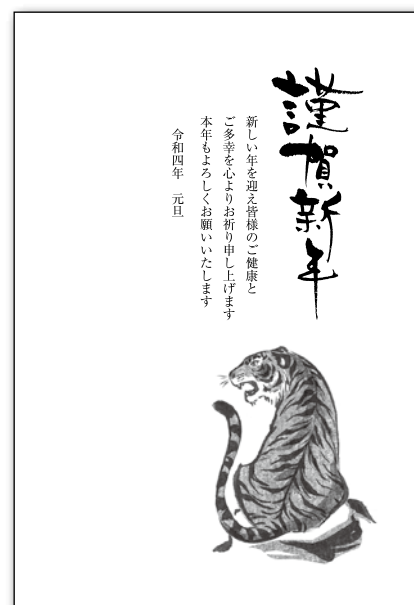 謹賀新年
新しい年を迎え皆様のご健康と
ご多幸を心よりお祈り申し上げます
本年もよろしくお願いいたします
令和四年　元旦